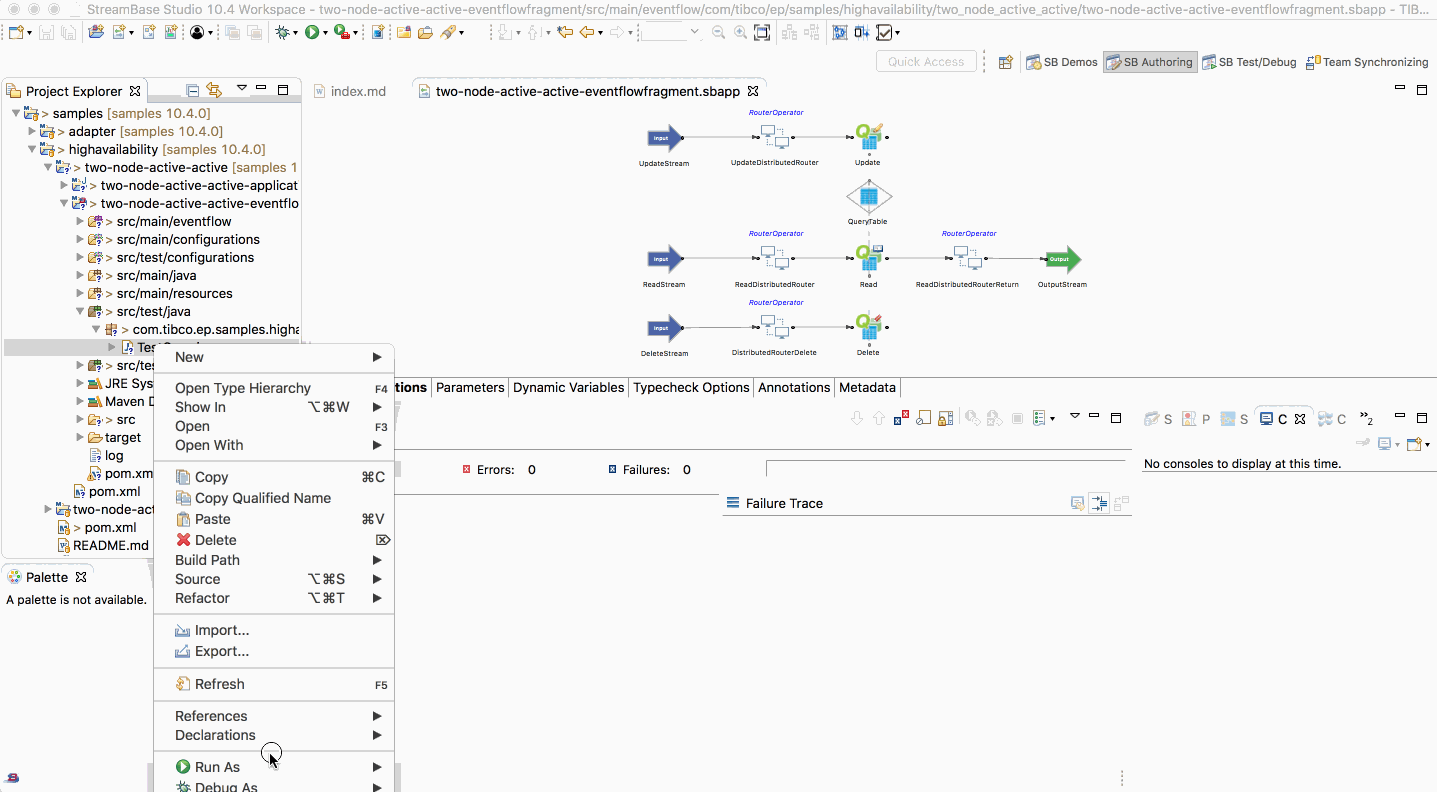 StreamBase Studio 10.4 Workspace - two-node-active-active-eventflowfragment/src/main/eventflow/com/tibco/ep/samples/highavailability/two_node_active_active/two-node-active-active-eventflowfragment.sbapp - TIB...
Quick Access
SB Demos
SB Authoring
SB Test/Debug
Team Synchronizing
Project Explorer
index.md
two-node-active-active-eventflowfragment.sbapp
> samples [samples 10.4.0]
> adapter [samples 10.4.0]
> highavailability [samples 10.4.0]
> two-node-active-active [samples 1
> two-node-active-active-applicat
> two-node-active-active-eventflo
> src/main/eventflow
> src/main/configurations
> src/test/configurations
> src/main/java
> src/main/resources
> src/test/java
> com.tibco.ep.samples.high
> src/te
JRE Sys
Maven D
> src
target
log
pom.xm
pom.xml
two-node-act
> pom.xml
README.md
RouterOperator
Input
UpdateStream
UpdateDistributedRouter
Update
QueryTable
RouterOperator
RouterOperator
Input
Output
ReadStream
ReadDistributedRouter
Read
ReadDistributedRouterReturn
OutputStream
RouterOperator
Input
DeleteStream
DistributedRouterDelete
Delete
tions
Parameters
Dynamic Variables
Typecheck Options
Annotations
Metadata
New
Open Type Hierarchy F4
Show In ⌥⌘W
Open F3
Open With
Copy ⌘C
Copy Qualified Name
Paste ⌘V
Delete ⌦
Build Path
Source ⌥⌘S
Refactor ⌥⌘T
Import...
Export...
Refresh F5
References
Declarations
Run As
Debug As
Errors: 0
Failures: 0
Failure Trace
S
P
S
C
C
»2
No consoles to display at this time.
Palette
A palette is not available.